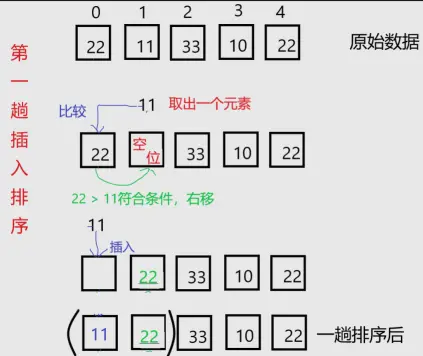 第一趟插入排序
0 1 2 3 4
22 11 33 10 22 原始数据
比较 11 取出一个元素
22 空位 33 10 22
22 > 11符合条件，右移
11
插入
22 33 10 22
(11 22) 33 10 22 一趟排序后